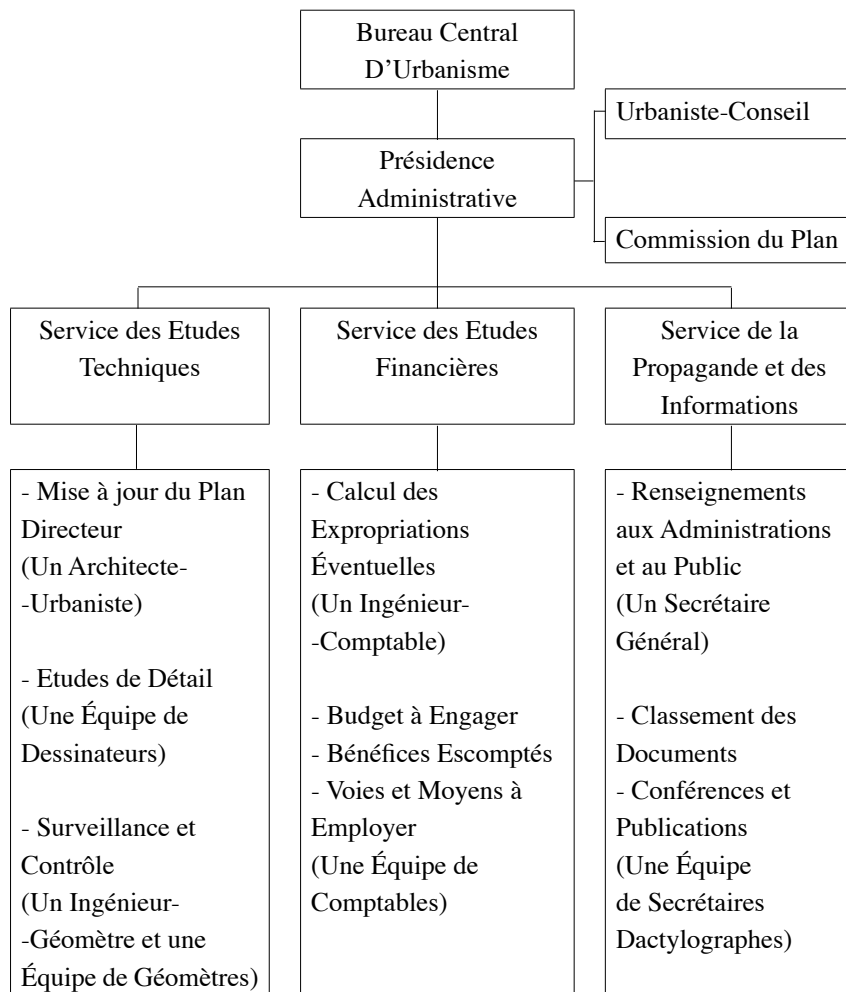 Bureau Central
D’Urbanisme
Urbaniste-Conseil
Présidence
Administrative
Commission du Plan
Service des Etudes
Techniques
Service des Etudes
Financières
Service de la
Propagande et des
Informations
- Mise à jour du Plan
Directeur
(Un Architecte-
-Urbaniste)
- Etudes de Détail
(Une Équipe de
Dessinateurs)
- Surveillance et
Contrôle
(Un Ingénieur-
-Géomètre et une
Équipe de Géomètres)
- Calcul des
Expropriations
Éventuelles
(Un Ingénieur-
-Comptable)
- Budget à Engager
- Bénéfices Escomptés
- Voies et Moyens à
Employer
(Une Équipe de
Comptables)
- Renseignements
aux Administrations
et au Public
(Un Secrétaire
Général)
- Classement des
Documents
- Conférences et
Publications
(Une Équipe
de Secrétaires
Dactylographes)